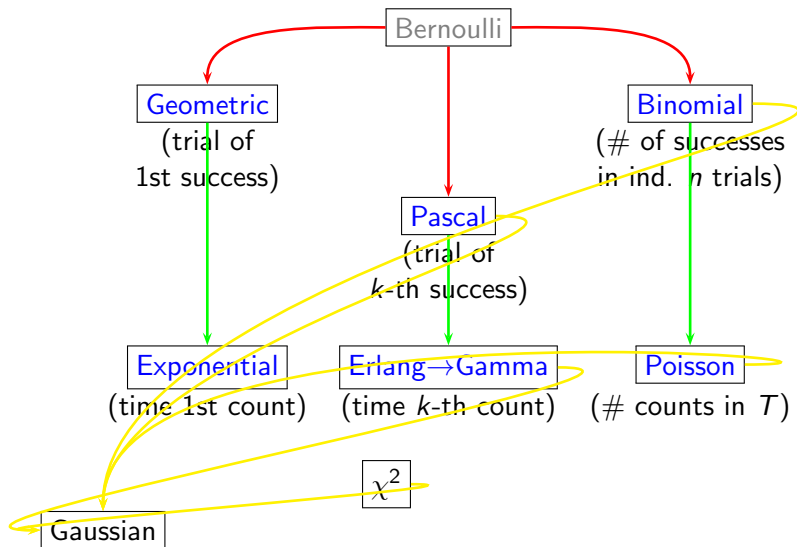 Bernoulli
Geometric
(trial of
1st success)
Binomial
(# of successes
in ind. n trials)
Pascal
(trial of
k-th success)
Exponential
(time 1st count)
Erlang→Gamma
(time k-th count)
Poisson
(# counts in T)
χ²
Gaussian